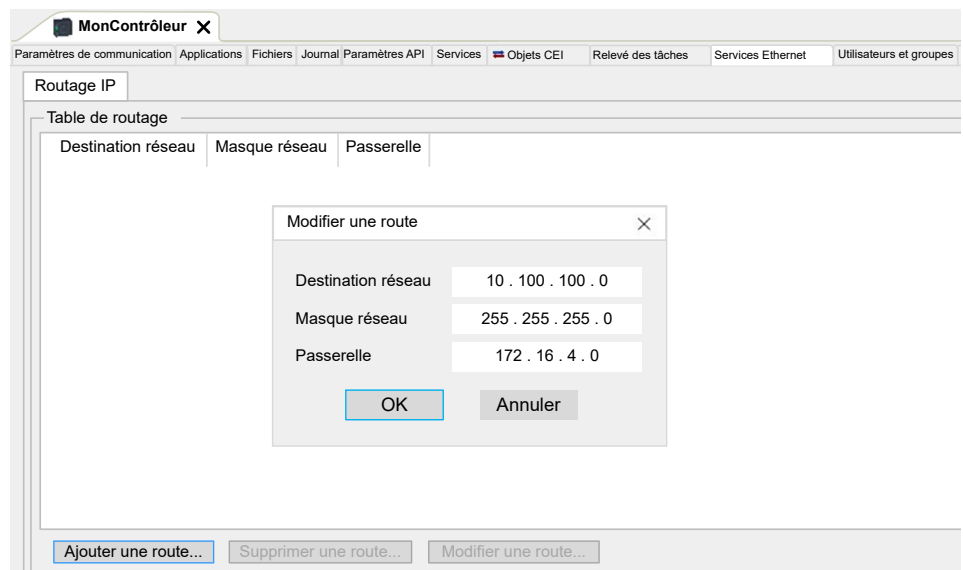 MonContrôleur
Paramètres de communication Applications Fichiers Journal Paramètres API Services Objets CEI Relevé des tâches Services Ethernet Utilisateurs et groupes
Routage IP
Table de routage
Destination réseau Masque réseau Passerelle
Modifier une route
Destination réseau 10 . 100 . 100 . 0
Masque réseau 255 . 255 . 255 . 0
Passerelle 172 . 16 . 4 . 0
OK Annuler
Ajouter une route... Supprimer une route... Modifier une route...